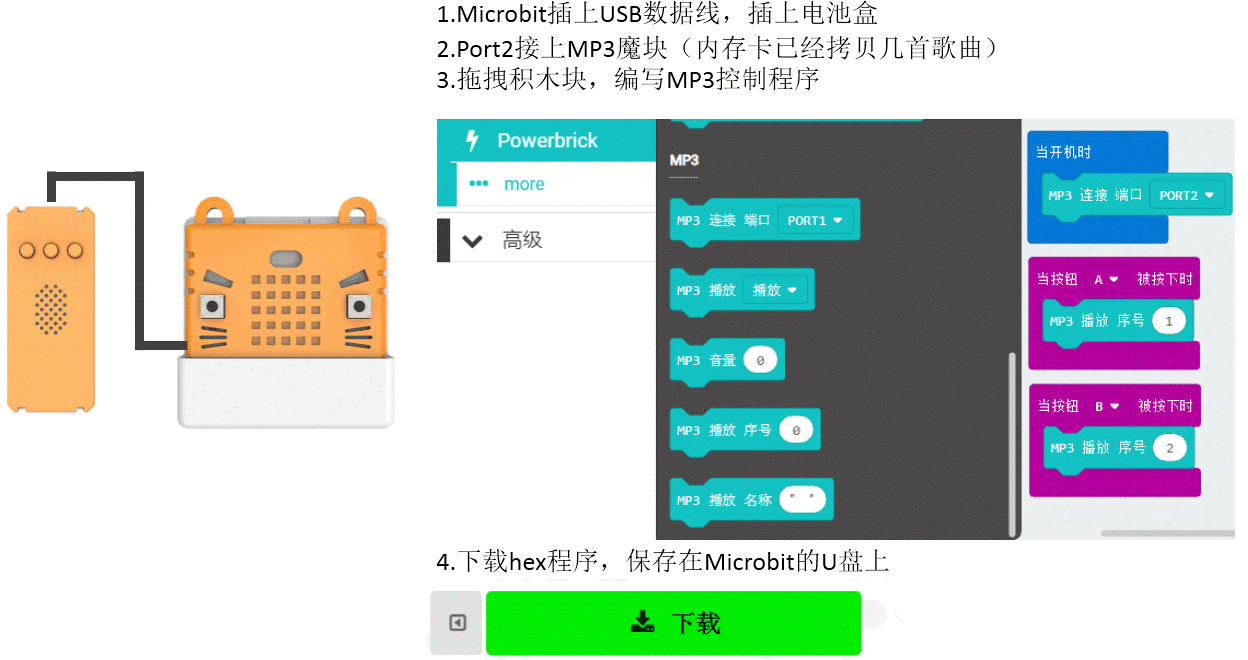 1.Microbit插上USB数据线，插上电池盒
2.Port2接上MP3魔块（内存卡已经拷贝几首歌曲）
3.拖拽积木块，编写MP3控制程序
Powerbrick
more
高级
MP3
MP3 连接 端口 PORT1
MP3 播放 播放
MP3 音量 0
MP3 播放 序号 0
MP3 播放 名称 " "
当开机时
MP3 连接 端口 PORT2
当按钮 A 被按下时
MP3 播放 序号 1
当按钮 B 被按下时
MP3 播放 序号 2
4.下载hex程序，保存在Microbit的U盘上
下载